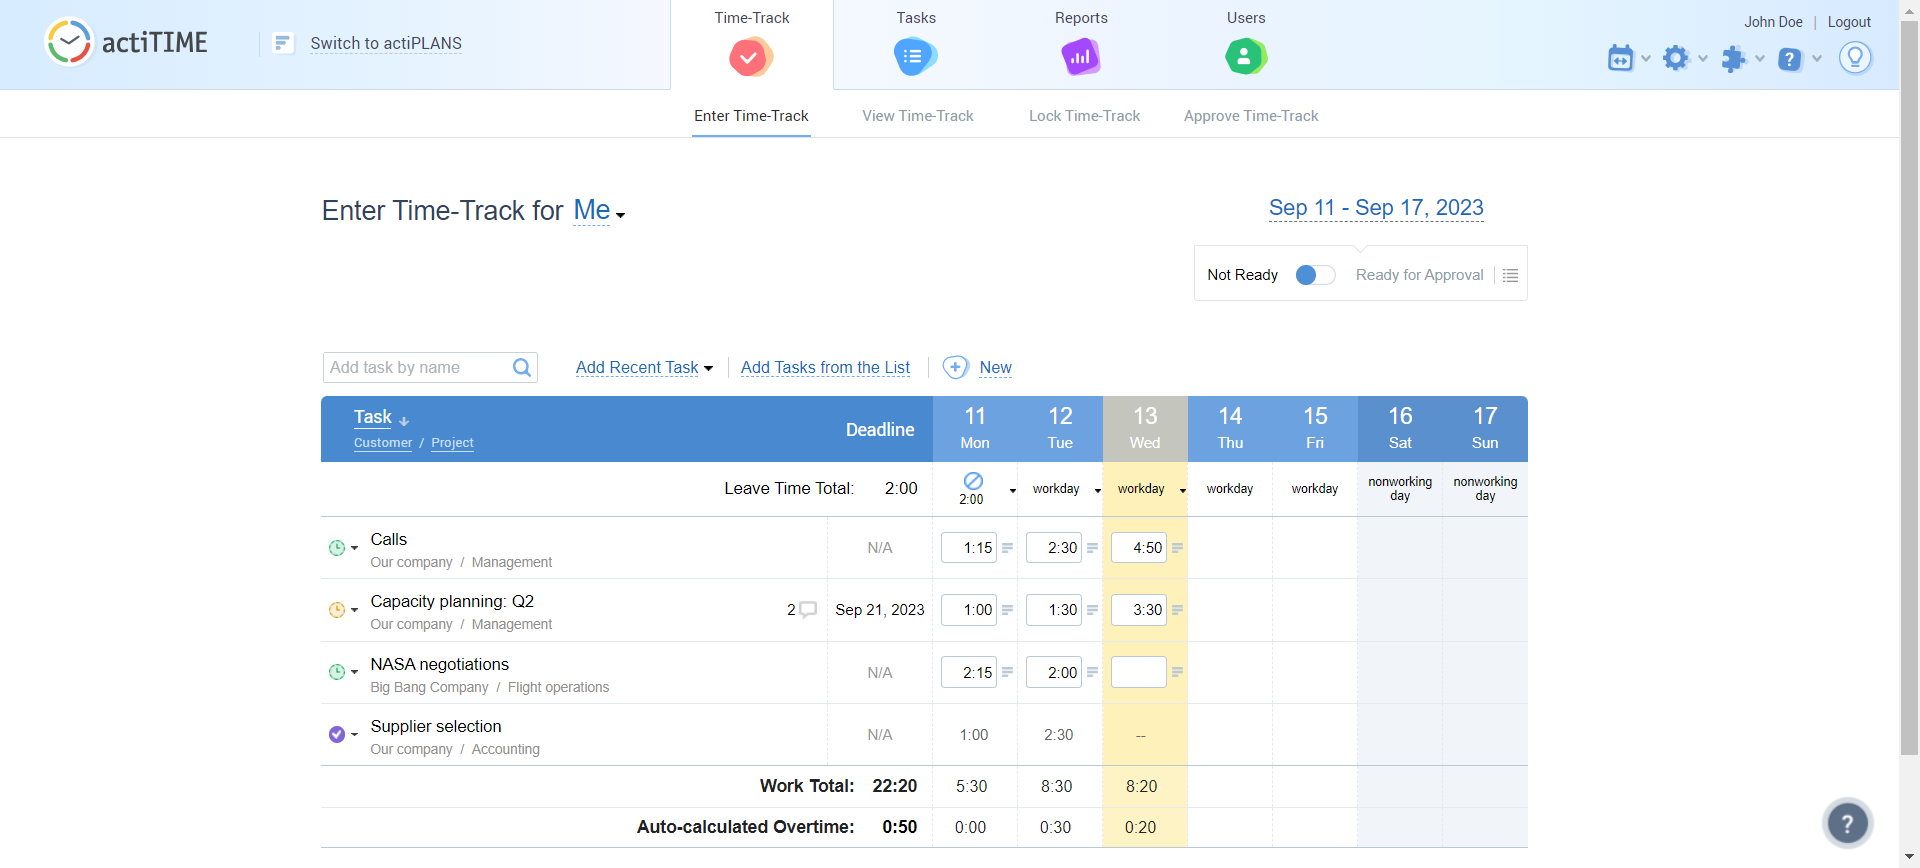 actiTIME
Switch to actiPLANS
Time-Track
Tasks
Reports
Users
John Doe | Logout
Enter Time-Track
View Time-Track
Lock Time-Track
Approve Time-Track
Enter Time-Track for Me
Sep 11 - Sep 17, 2023
Not Ready
Ready for Approval
Add task by name
Add Recent Task
Add Tasks from the List
New
Task
Customer / Project
Deadline
11 Mon
12 Tue
13 Wed
14 Thu
15 Fri
16 Sat
17 Sun
Leave Time Total: 2:00
2:00
workday
workday
workday
workday
nonworking day
nonworking day
Calls
Our company / Management
N/A 1:15 2:30 4:50
Capacity planning: Q2
Our company / Management
2 Sep 21, 2023 1:00 1:30 3:30
NASA negotiations
Big Bang Company / Flight operations
N/A 2:15 2:00
Supplier selection
Our company / Accounting
N/A 1:00 2:30 --
Work Total: 22:20 5:30 8:30 8:20
Auto-calculated Overtime: 0:50 0:00 0:30 0:20
?